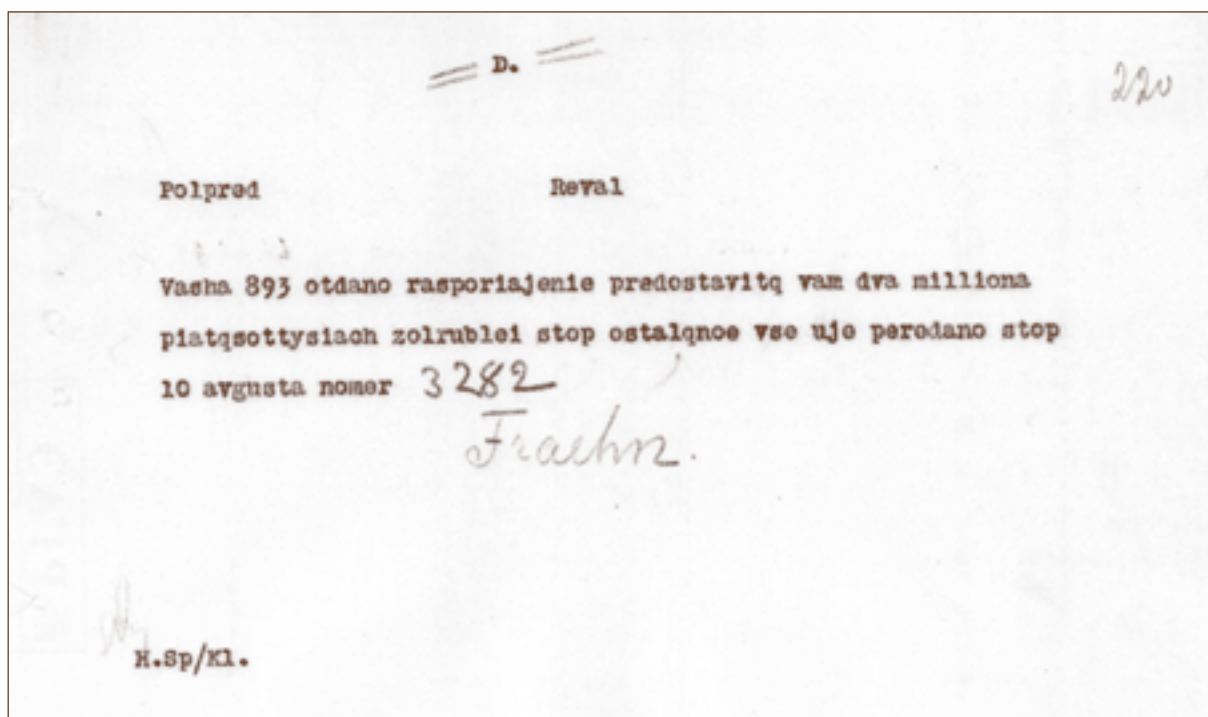 D.
220
Polpred Reval
Vasha 893 otdano rasporiajenie predostavitq vam dva milliona
piatqsottysiach zolrublei stop ostalqnoe vse uje peredano stop
10 avgusta nomer 3282
Fraehn.
H.Sp/Kl.